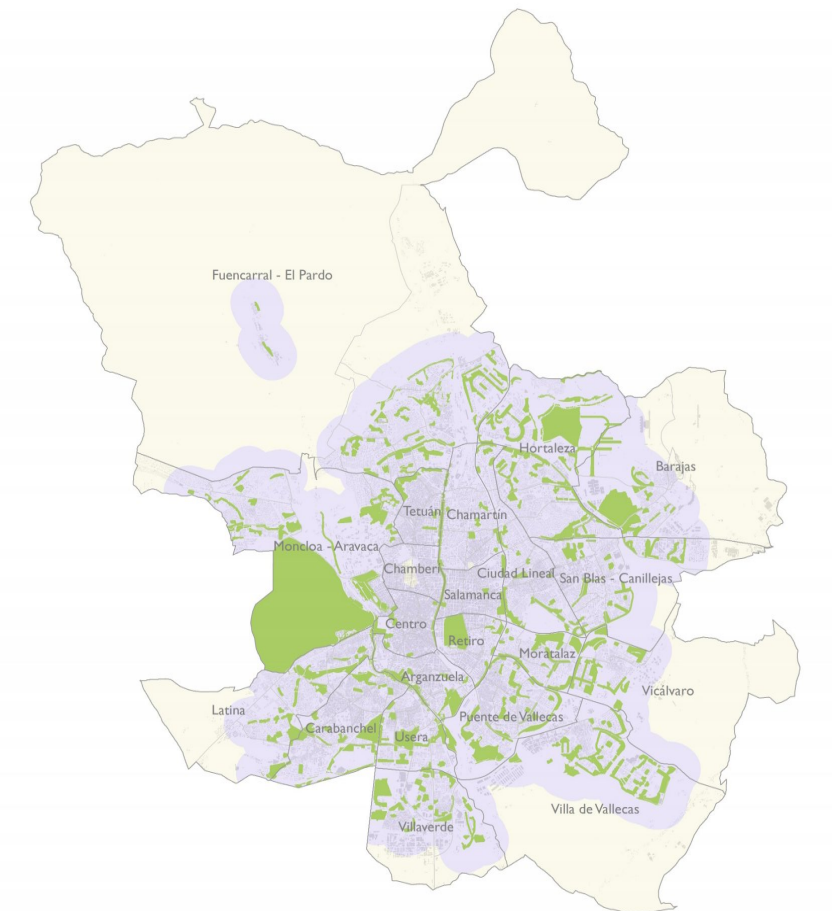 Fuencarral - El Pardo
Hortaleza
Barajas
Tetuán
Chamartín
Moncloa - Aravaca
Chamberí
Ciudad Lineal
San Blas - Canillejas
Salamanca
Centro
Retiro
Moratalaz
Arganzuela
Vicálvaro
Latina
Puente de Vallecas
Carabanchel
Usera
Villa de Vallecas
Villaverde